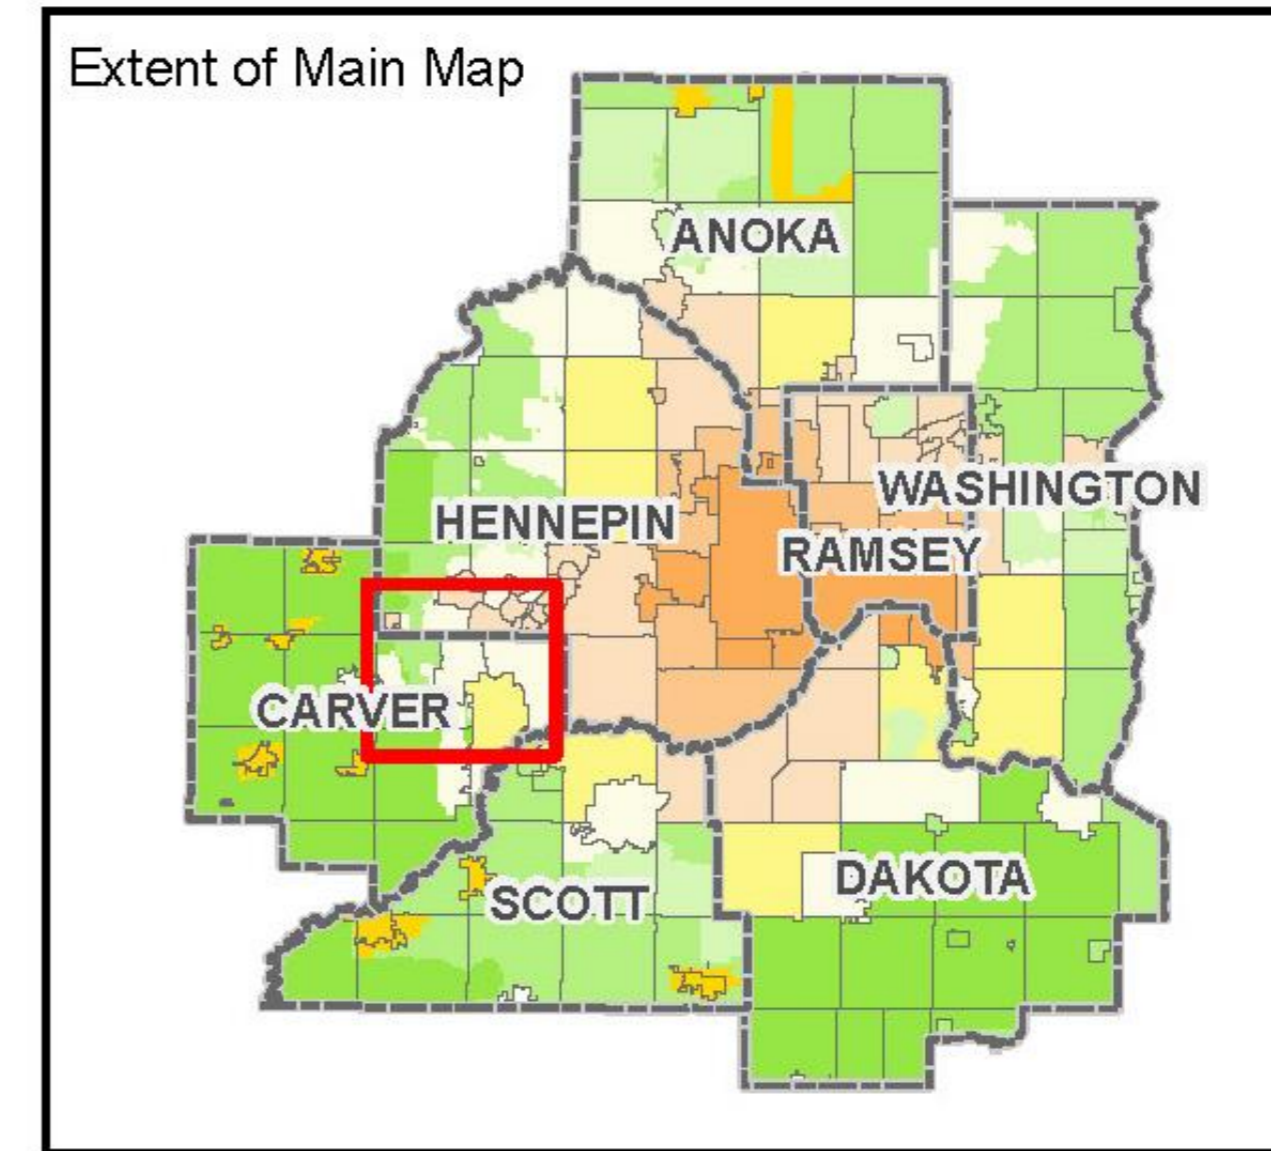 Extent of Main Map
ANOKA
WASHINGTON
HENNEPIN
RAMSEY
CARVER
SCOTT
DAKOTA